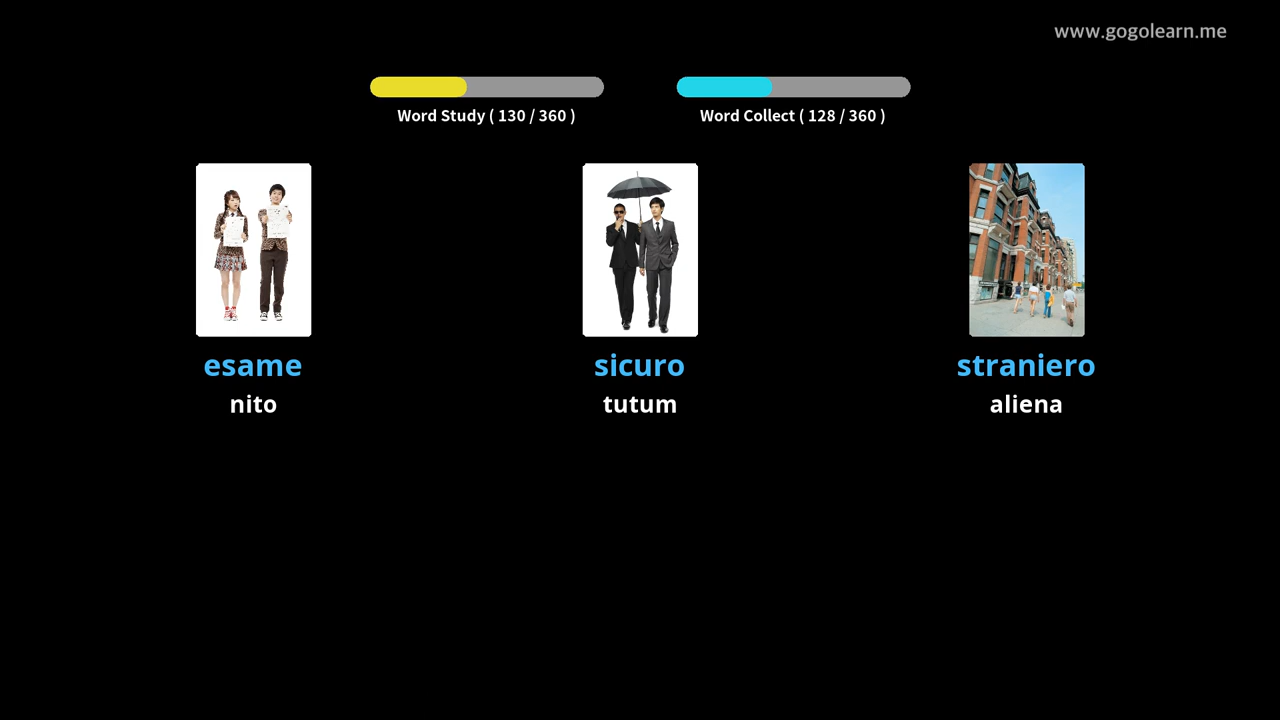 www.gogolearn.me
Word Study ( 130 / 360 )
Word Collect ( 128 / 360 )
esame
nito
sicuro
tutum
straniero
aliena